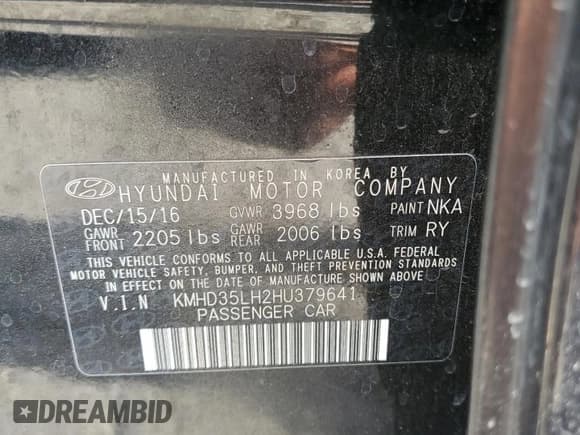 MANUFACTURED IN KOREA BY
HYUNDAI MOTOR COMPANY
DEC/15/16 GVWR 3968 lbs PAINT NKA
GAWR FRONT 2205 lbs GAWR REAR 2006 lbs TRIM RY
THIS VEHICLE CONFORMS TO ALL APPLICABLE U.S.A. FEDERAL
MOTOR VEHICLE SAFETY, BUMPER, AND THEFT PREVENTION STANDARDS
IN EFFECT ON THE DATE OF MANUFACTURE SHOWN ABOVE.
V.I.N KMHD35LH2HU379641
PASSENGER CAR
DREAMBID